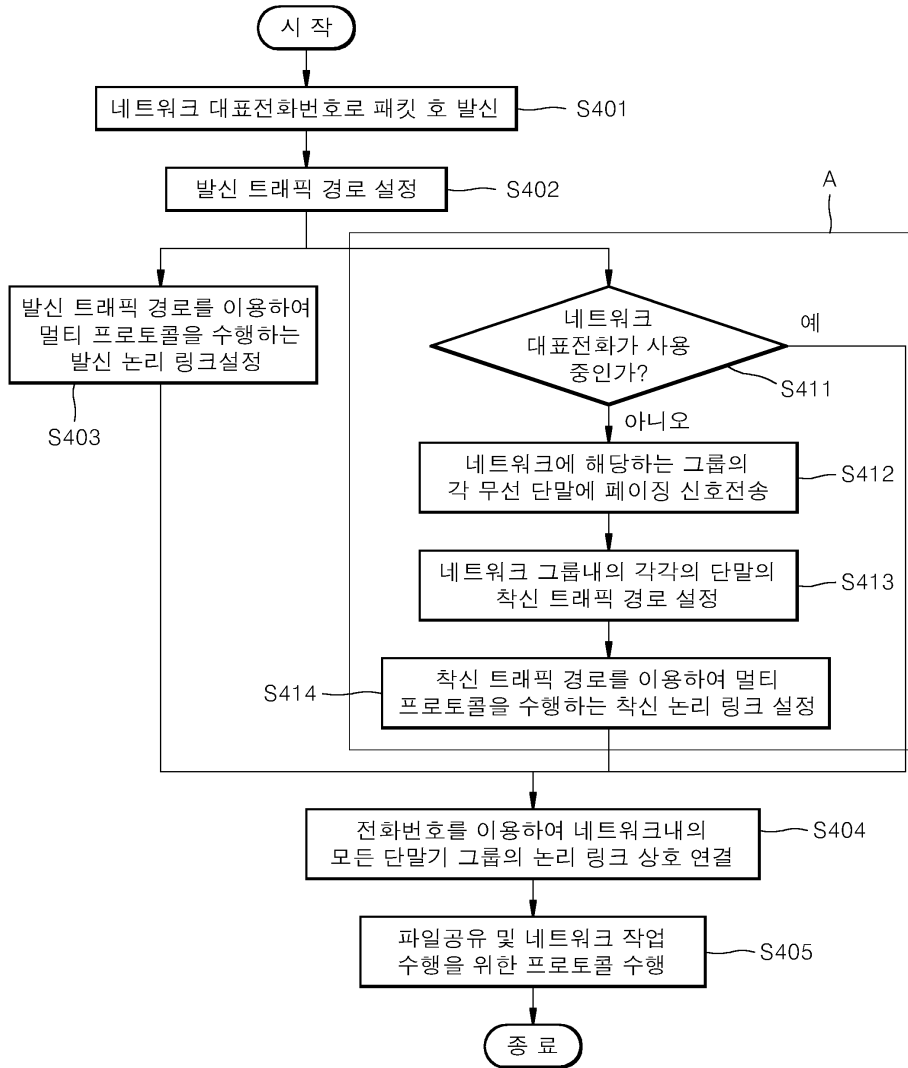 시 작
네트워크 대표전화번호로 패킷 호 발신
S401
발신 트래픽 경로 설정
S402
A
발신 트래픽 경로를 이용하여
멀티 프로토콜을 수행하는
발신 논리 링크설정
S403
네트워크
대표전화가 사용
중인가?
예
S411
아니오
네트워크에 해당하는 그룹의
각 무선 단말에 페이징 신호전송
S412
네트워크 그룹내의 각각의 단말의
착신 트래픽 경로 설정
S413
착신 트래픽 경로를 이용하여 멀티
프로토콜을 수행하는 착신 논리 링크 설정
S414
전화번호를 이용하여 네트워크내의
모든 단말기 그룹의 논리 링크 상호 연결
S404
파일공유 및 네트워크 작업
수행을 위한 프로토콜 수행
S405
종 료